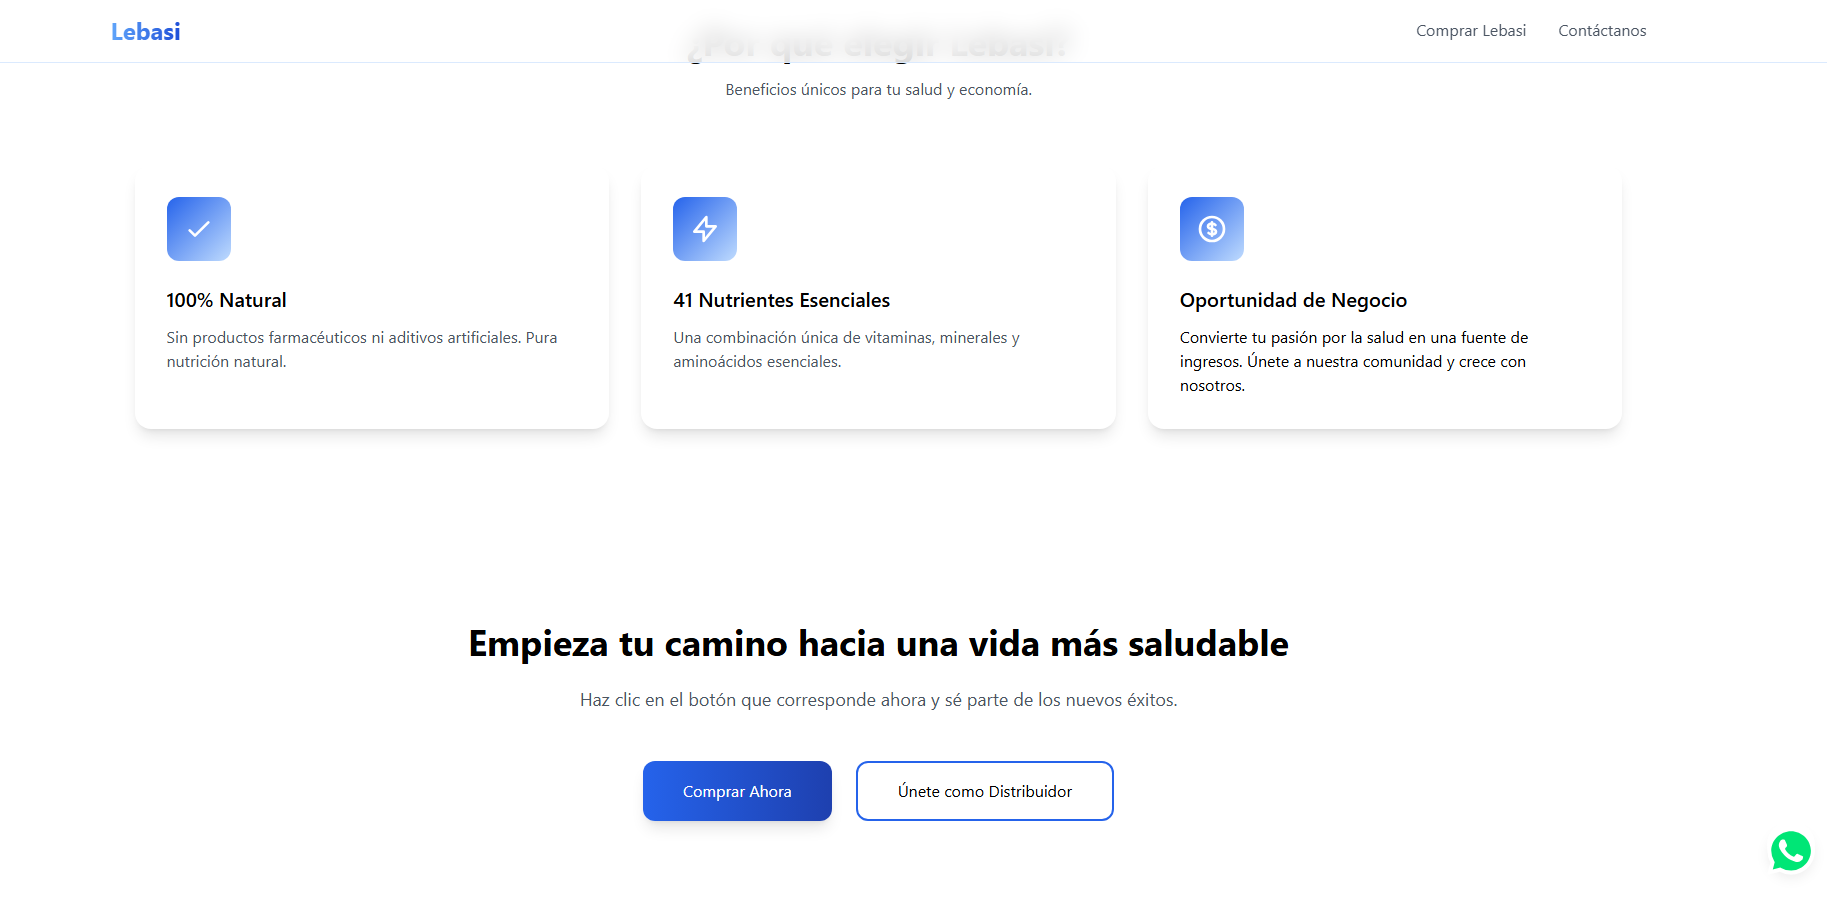 Lebasi
Comprar Lebasi
Contáctanos
¿Por qué elegir Lebasi?
Beneficios únicos para tu salud y economía.
100% Natural
Sin productos farmacéuticos ni aditivos artificiales. Pura
nutrición natural.
41 Nutrientes Esenciales
Una combinación única de vitaminas, minerales y
aminoácidos esenciales.
Oportunidad de Negocio
Convierte tu pasión por la salud en una fuente de
ingresos. Únete a nuestra comunidad y crece con
nosotros.
Empieza tu camino hacia una vida más saludable
Haz clic en el botón que corresponde ahora y sé parte de los nuevos éxitos.
Comprar Ahora
Únete como Distribuidor